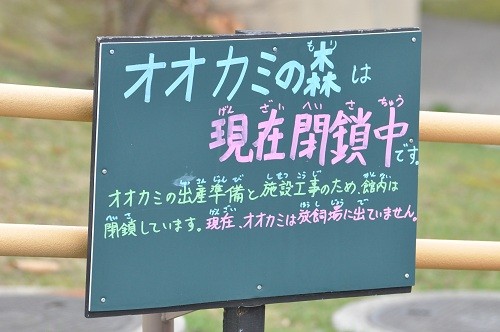 オオカミの森は
現在閉鎖中です。
オオカミの出産準備と施設工事のため、館内は
閉鎖しています。現在、オオカミは放飼場に出ていません。